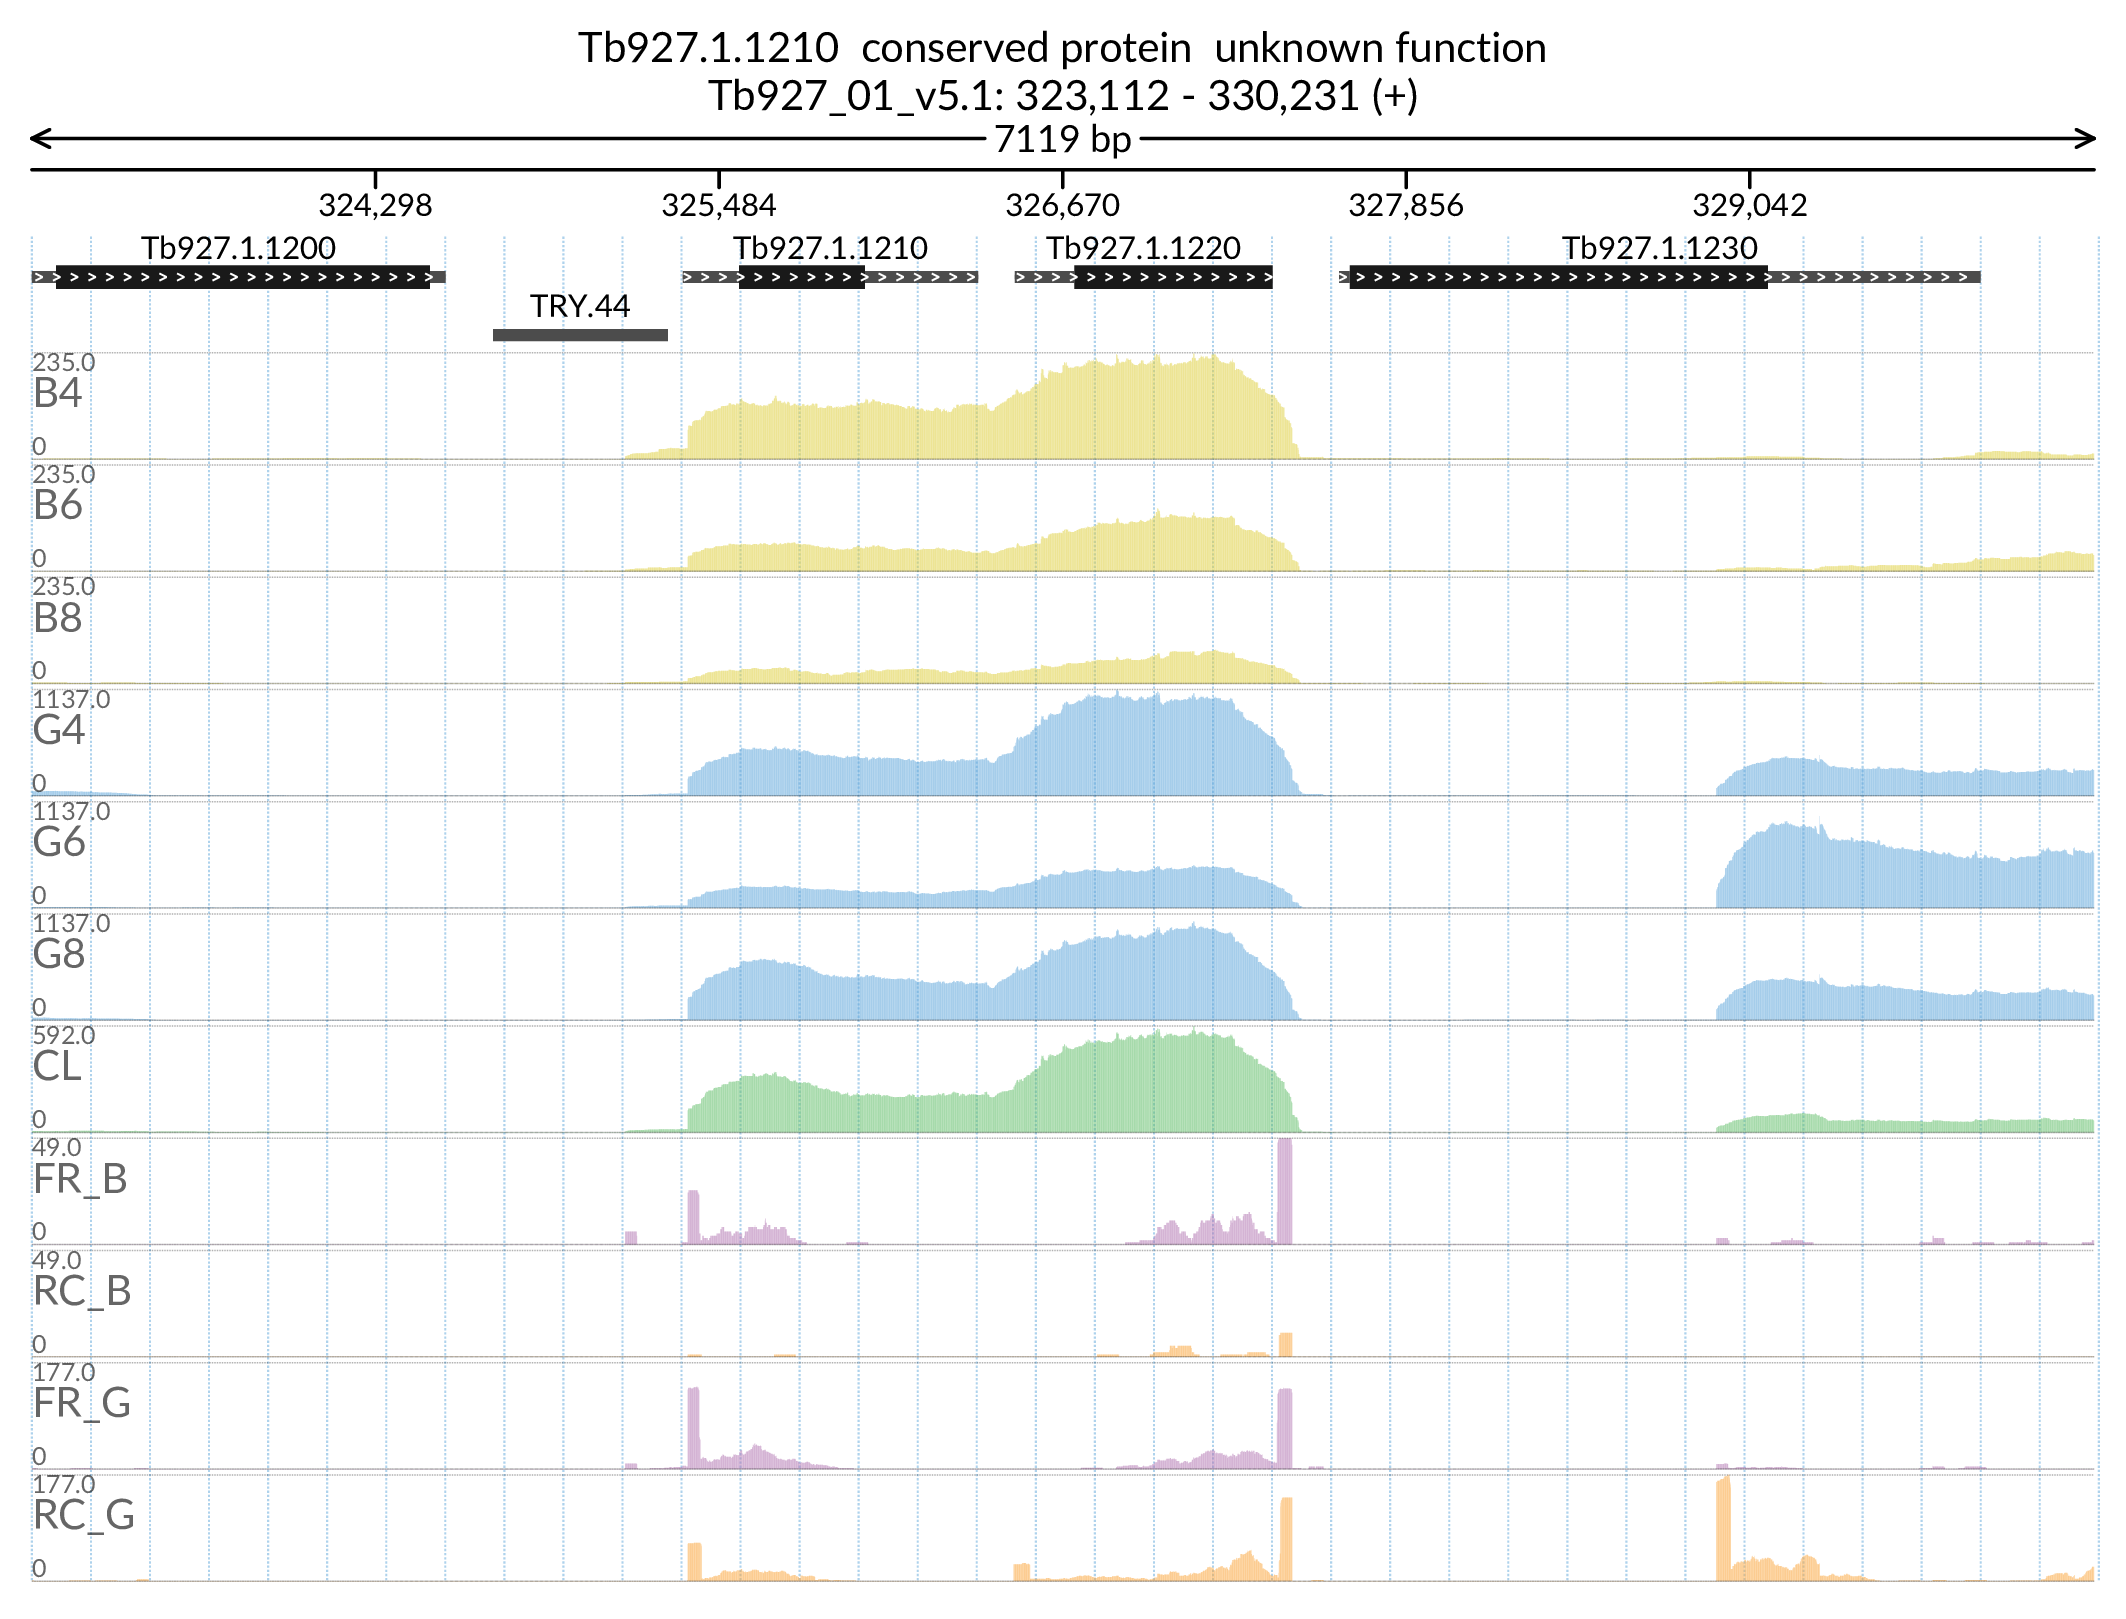 Tb927.1.1210  conserved protein  unknown function
Tb927_01_v5.1: 323,112 - 330,231 (+)
7119 bp
324,298 325,484 326,670 327,856 329,042
Tb927.1.1200 Tb927.1.1210 Tb927.1.1220 Tb927.1.1230
TRY.44
235.0
B4
0
235.0
B6
0
235.0
B8
0
1137.0
G4
0
1137.0
G6
0
1137.0
G8
0
592.0
CL
0
49.0
FR_B
0
49.0
RC_B
0
177.0
FR_G
0
177.0
RC_G
0